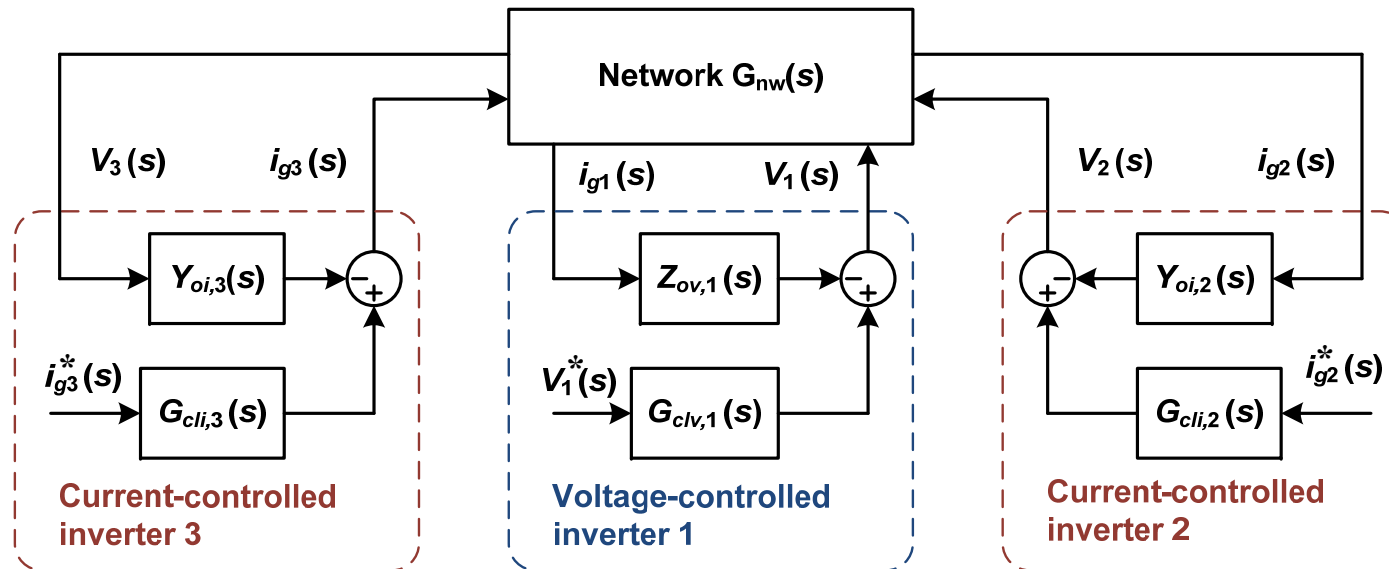 Network G_nw(s)
V_3(s)
i_g3(s)
i_g1(s)
V_1(s)
V_2(s)
i_g2(s)
Y_oi,3(s)
−
+
Z_ov,1(s)
−
+
−
+
Y_oi,2(s)
i*_g3(s)
G_cli,3(s)
V*_1(s)
G_clv,1(s)
G_cli,2(s)
i*_g2(s)
Current-controlled
inverter 3
Voltage-controlled
inverter 1
Current-controlled
inverter 2